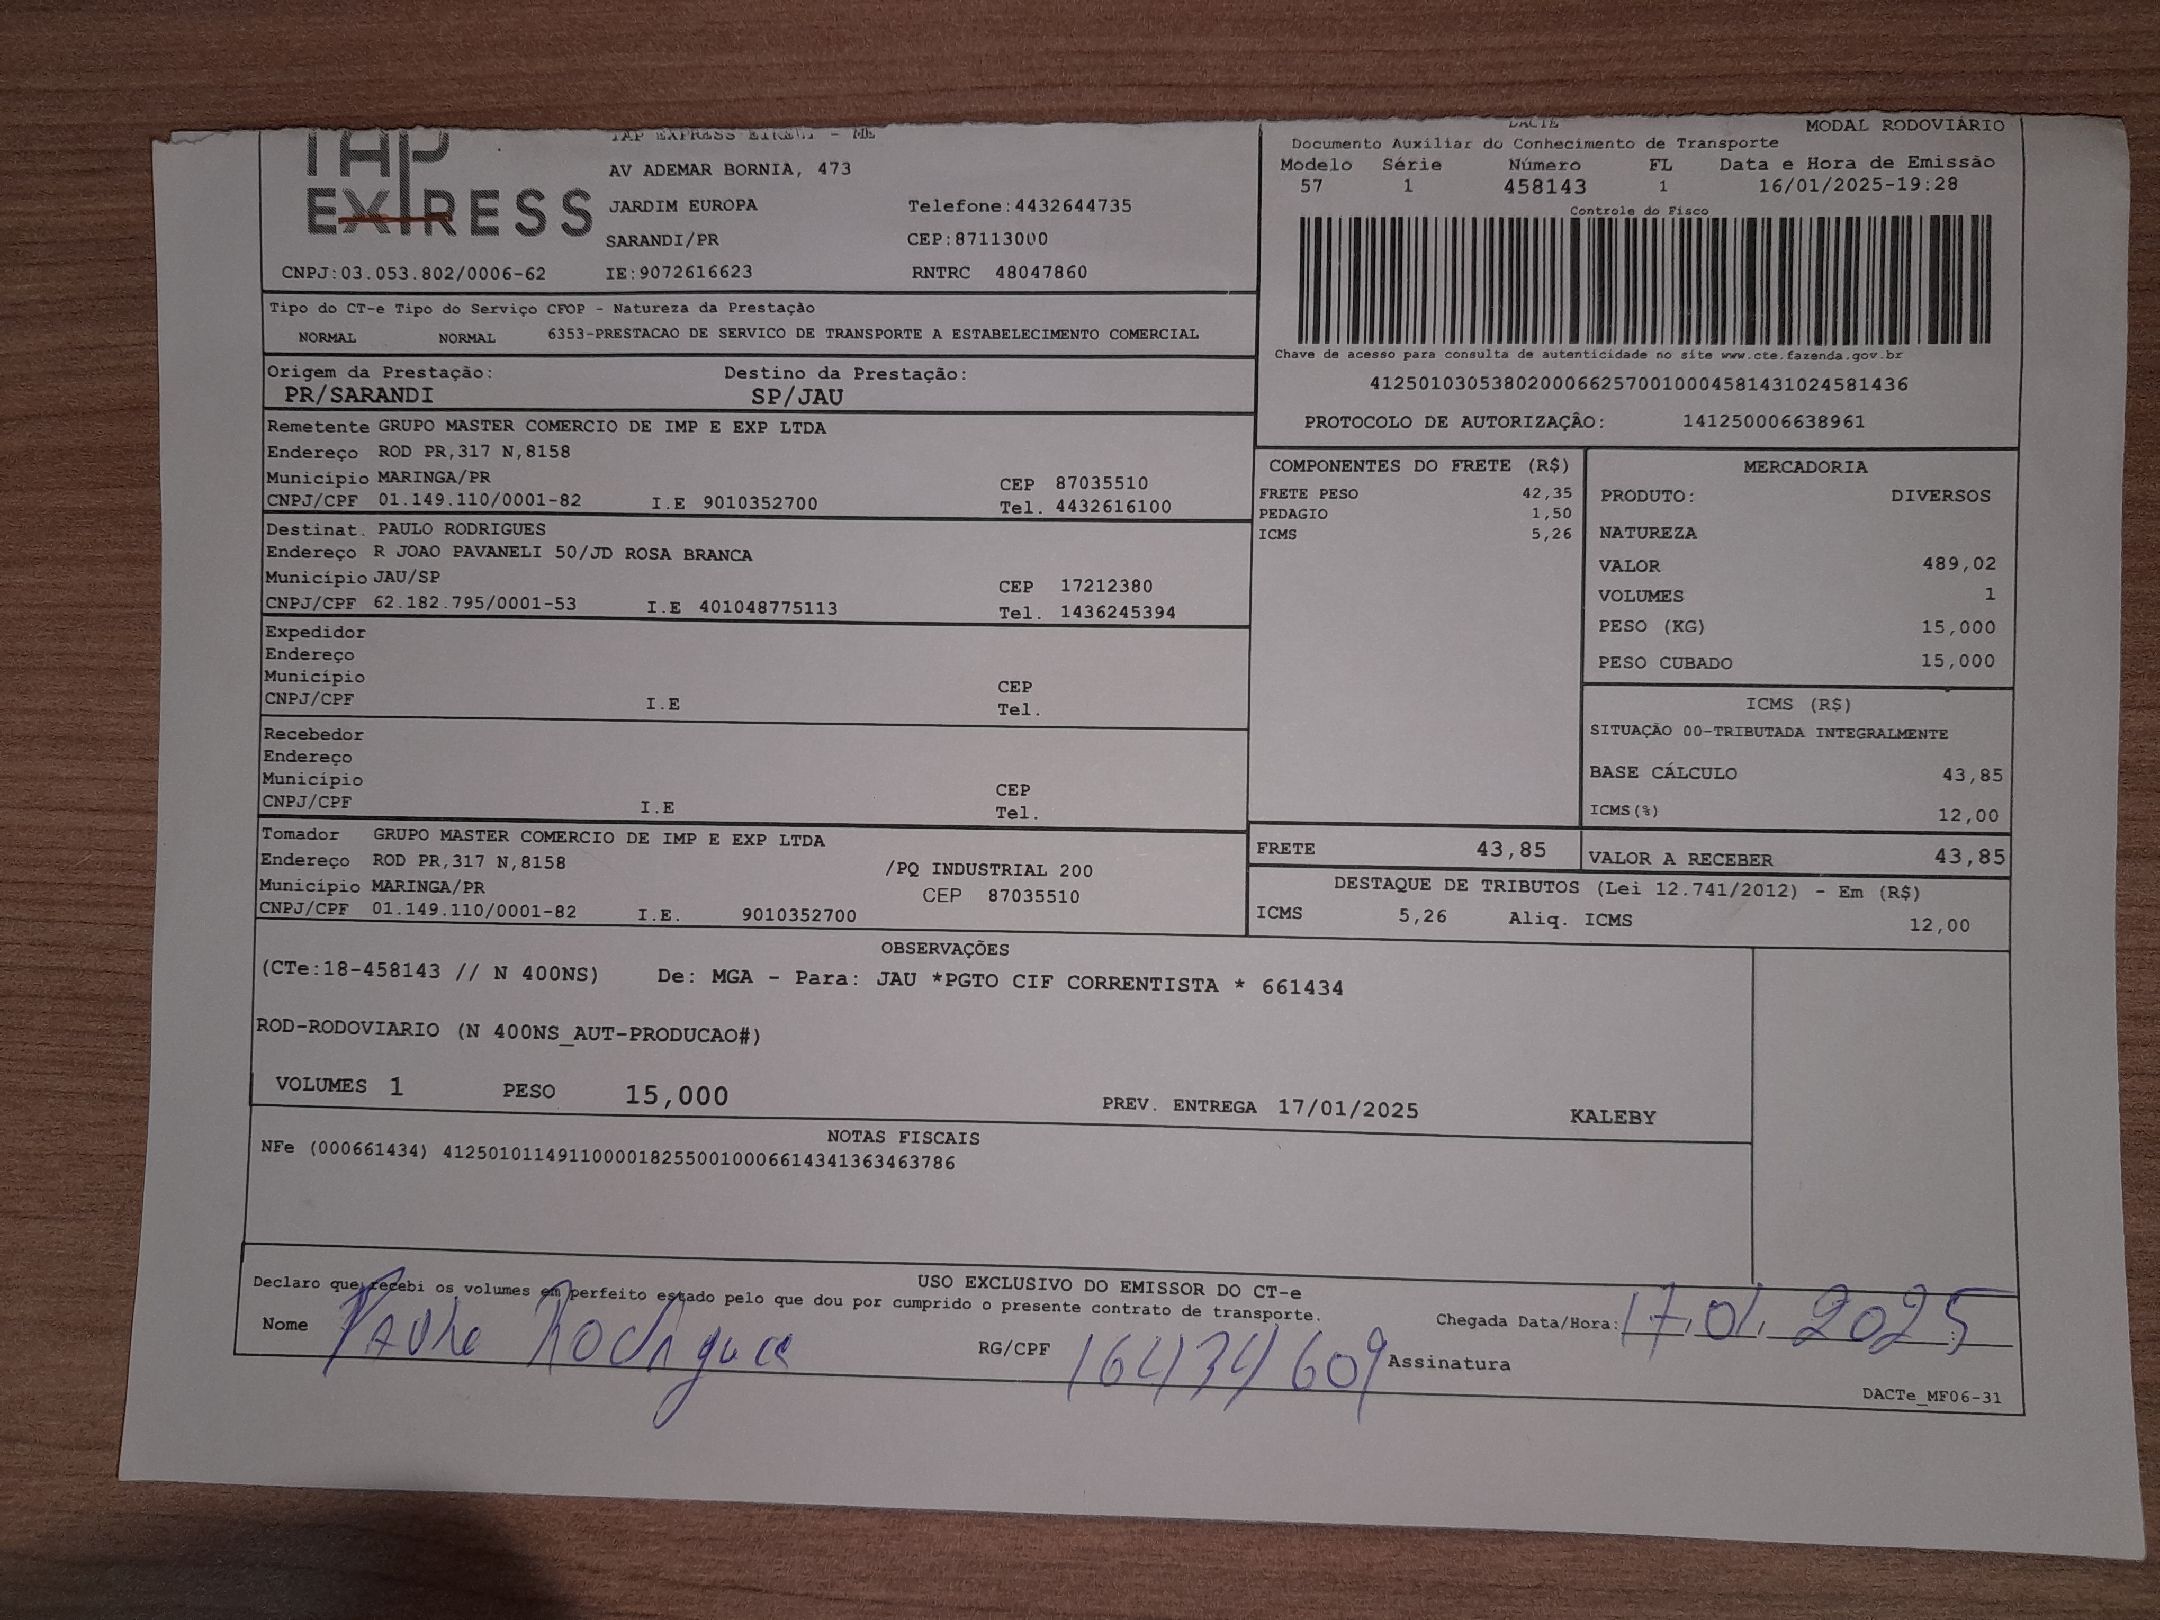 TAP
EXPRESS
TAP EXPRESS EIRELI - ME
AV ADEMAR BORNIA, 473
JARDIM EUROPA Telefone:4432644735
SARANDI/PR CEP:87113000
CNPJ:03.053.802/0006-62 IE:9072616623 RNTRC 48047860
DACTE MODAL RODOVIÁRIO
Documento Auxiliar do Conhecimento de Transporte
Modelo Série Número FL Data e Hora de Emissão
57 1 458143 1 16/01/2025-19:28
Controle do Fisco
Chave de acesso para consulta de autenticidade no site www.cte.fazenda.gov.br
41250103053802000662570010004581431024581436
PROTOCOLO DE AUTORIZAÇÂO: 141250006638961
Tipo do CT-e Tipo do Serviço CFOP - Natureza da Prestação
NORMAL NORMAL 6353-PRESTACAO DE SERVICO DE TRANSPORTE A ESTABELECIMENTO COMERCIAL
Origem da Prestação: Destino da Prestação:
PR/SARANDI SP/JAU
Remetente GRUPO MASTER COMERCIO DE IMP E EXP LTDA
Endereço ROD PR,317 N,8158
Município MARINGA/PR CEP 87035510
CNPJ/CPF 01.149.110/0001-82 I.E 9010352700 Tel. 4432616100
Destinat. PAULO RODRIGUES
Endereço R JOAO PAVANELI 50/JD ROSA BRANCA
Município JAU/SP CEP 17212380
CNPJ/CPF 62.182.795/0001-53 I.E 401048775113 Tel. 1436245394
Expedidor
Endereço
Município CEP
CNPJ/CPF I.E Tel.
Recebedor
Endereço
Município CEP
CNPJ/CPF I.E Tel.
Tomador GRUPO MASTER COMERCIO DE IMP E EXP LTDA
Endereço ROD PR,317 N,8158 /PQ INDUSTRIAL 200
Município MARINGA/PR CEP 87035510
CNPJ/CPF 01.149.110/0001-82 I.E. 9010352700
COMPONENTES DO FRETE (R$)
FRETE PESO 42,35
PEDAGIO 1,50
ICMS 5,26
MERCADORIA
PRODUTO: DIVERSOS
NATUREZA
VALOR 489,02
VOLUMES 1
PESO (KG) 15,000
PESO CUBADO 15,000
ICMS (R$)
SITUAÇÃO 00-TRIBUTADA INTEGRALMENTE
BASE CÁLCULO 43,85
ICMS(%) 12,00
FRETE 43,85 VALOR A RECEBER 43,85
DESTAQUE DE TRIBUTOS (Lei 12.741/2012) - Em (R$)
ICMS 5,26 Aliq. ICMS 12,00
OBSERVAÇÕES
(CTe:18-458143 // N 400NS) De: MGA - Para: JAU *PGTO CIF CORRENTISTA * 661434
ROD-RODOVIARIO (N 400NS_AUT-PRODUCAO#)
VOLUMES 1 PESO 15,000 PREV. ENTREGA 17/01/2025 KALEBY
NOTAS FISCAIS
NFe (000661434) 41250101149110000182550010006614341363463786
USO EXCLUSIVO DO EMISSOR DO CT-e
Declaro que recebi os volumes em perfeito estado pelo que dou por cumprido o presente contrato de transporte.
Chegada Data/Hora: 17.01.2025
Nome Paulo Rodrigues RG/CPF 16434609 Assinatura
DACTe_MF06-31